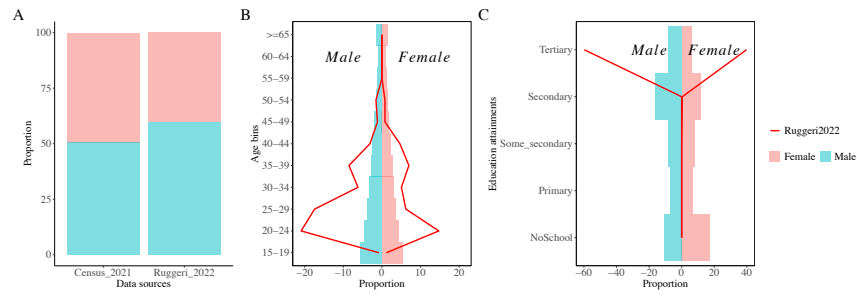 A
Proportion
100
75
50
25
0
Census_2021
Ruggeri_2022
Data sources
B
Age bins
>=65
60−64
55−59
50−54
45−49
40−44
35−39
30−34
25−29
20−24
15−19
Male
Female
−20
−10
0
10
20
Proportion
C
Education attainments
Tertiary
Secondary
Some_secondary
Primary
NoSchool
Male
Female
−60
−40
−20
0
20
40
Proportion
Ruggeri2022
Female
Male